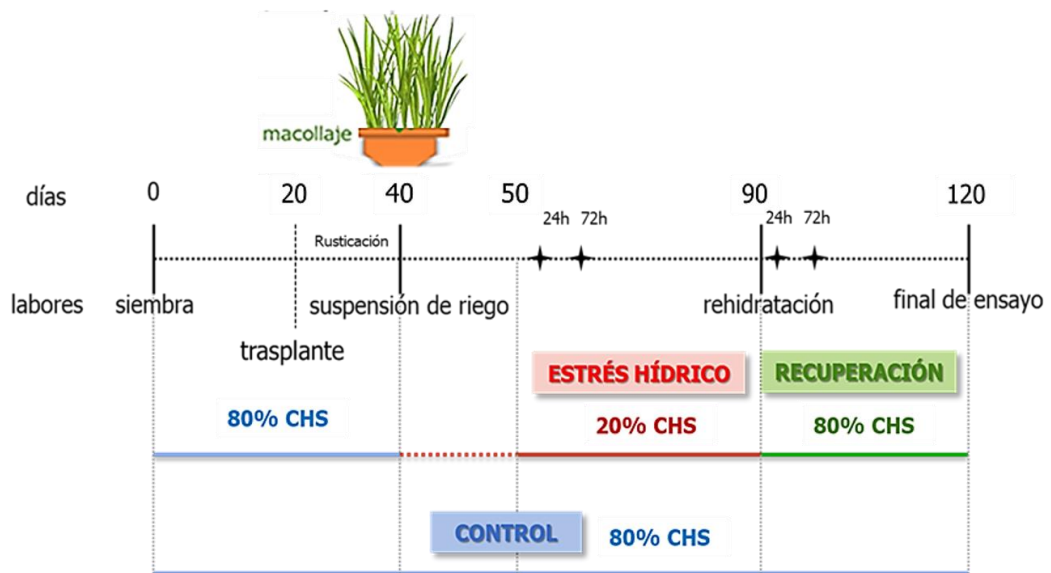 macollaje
días 0 20 40 50 90 120
24h 72h 24h 72h
Rusticación
labores siembra suspensión de riego rehidratación final de ensayo
trasplante
ESTRÉS HÍDRICO RECUPERACIÓN
80% CHS 20% CHS 80% CHS
CONTROL 80% CHS